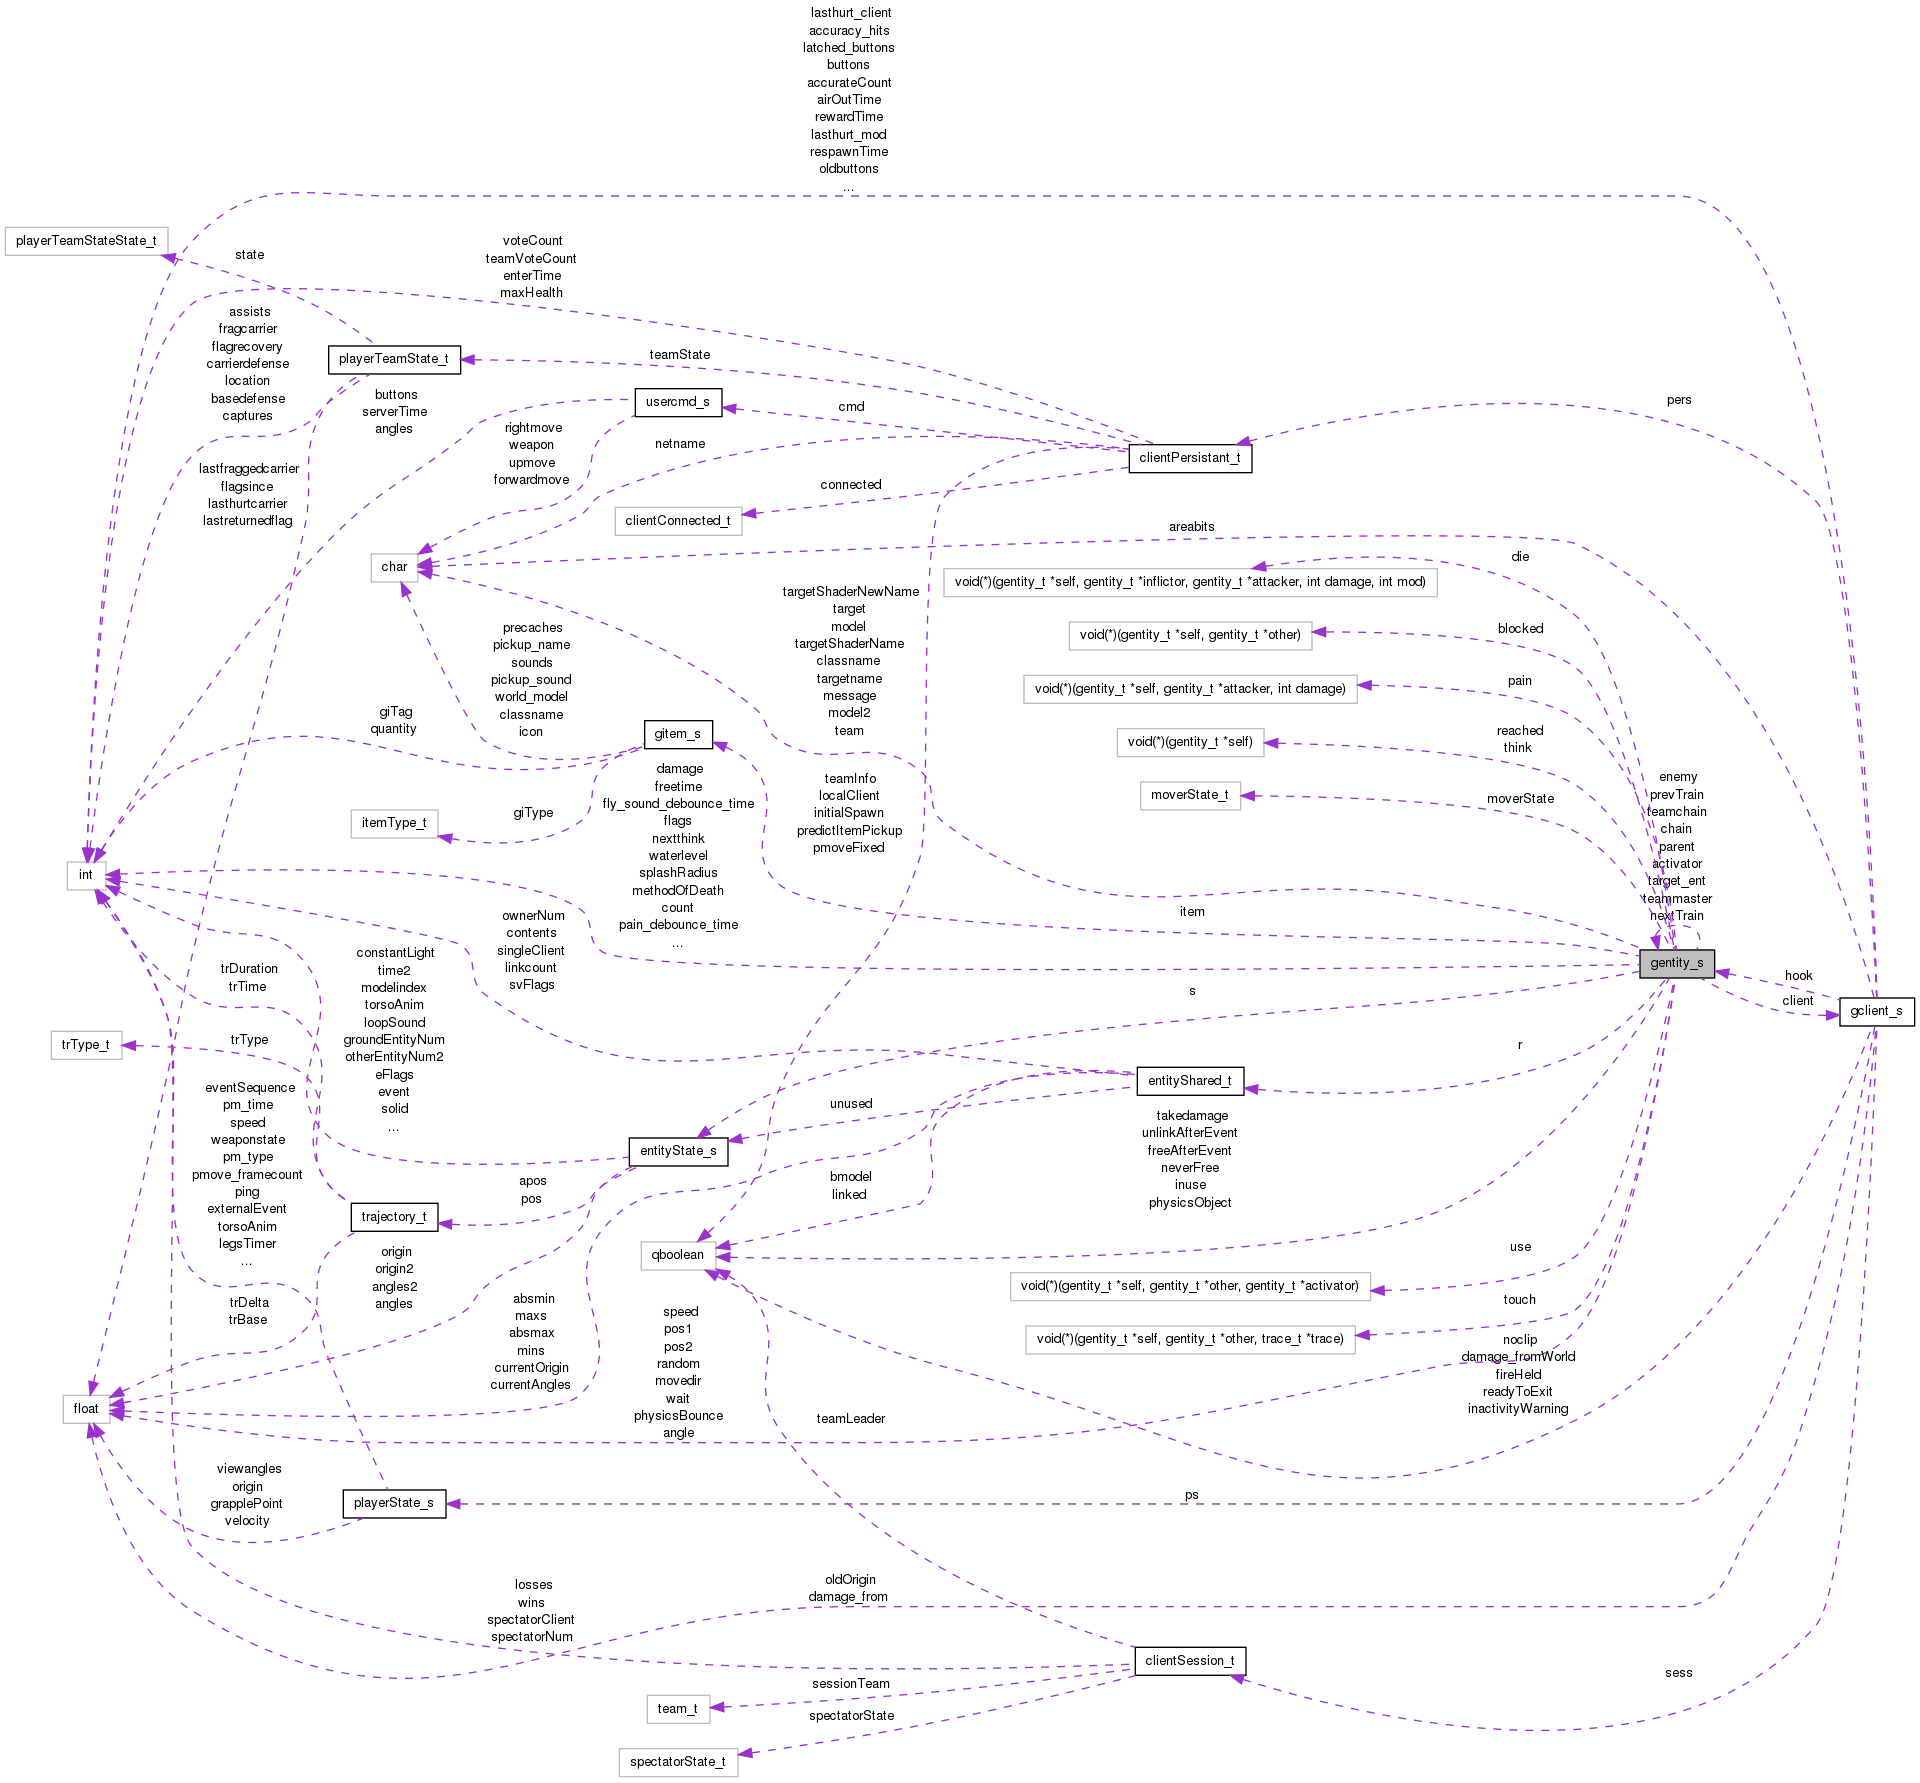 lasthurt_client
accuracy_hits
latched_buttons
buttons
accurateCount
airOutTime
rewardTime
lasthurt_mod
respawnTime
oldbuttons
...
playerTeamStateState_t
state
voteCount
teamVoteCount
enterTime
maxHealth
assists
fragcarrier
flagrecovery
carrierdefense
location
basedefense
captures
playerTeamState_t
teamState
buttons
serverTime
angles
usercmd_s
cmd
pers
rightmove
weapon
upmove
forwardmove
netname
clientPersistant_t
lastfraggedcarrier
flagsince
lasthurtcarrier
lastreturnedflag
connected
clientConnected_t
areabits
char
die
void(*)(gentity_t *self, gentity_t *inflictor, gentity_t *attacker, int damage, int mod)
targetShaderNewName
target
model
targetShaderName
classname
targetname
message
model2
team
blocked
void(*)(gentity_t *self, gentity_t *other)
precaches
pickup_name
sounds
pickup_sound
world_model
classname
icon
pain
void(*)(gentity_t *self, gentity_t *attacker, int damage)
giTag
quantity
gitem_s
reached
think
void(*)(gentity_t *self)
damage
freetime
fly_sound_debounce_time
flags
nextthink
waterlevel
splashRadius
methodOfDeath
count
pain_debounce_time
...
teamInfo
localClient
initialSpawn
predictItemPickup
pmoveFixed
moverState_t
moverState
enemy
prevTrain
teamchain
chain
parent
activator
target_ent
teammaster
nextTrain
itemType_t
giType
int
ownerNum
contents
singleClient
linkcount
svFlags
item
gentity_s
hook
client
gclient_s
constantLight
time2
modelindex
torsoAnim
loopSound
groundEntityNum
otherEntityNum2
eFlags
event
solid
...
trDuration
trTime
s
trType_t
trType
r
entityShared_t
eventSequence
pm_time
speed
weaponstate
pm_type
pmove_framecount
ping
externalEvent
torsoAnim
legsTimer
...
unused
takedamage
unlinkAfterEvent
freeAfterEvent
neverFree
inuse
physicsObject
entityState_s
apos
pos
bmodel
linked
trajectory_t
origin
origin2
angles2
angles
qboolean
use
void(*)(gentity_t *self, gentity_t *other, gentity_t *activator)
trDelta
trBase
absmin
maxs
absmax
mins
currentOrigin
currentAngles
speed
pos1
pos2
random
movedir
wait
physicsBounce
angle
touch
void(*)(gentity_t *self, gentity_t *other, trace_t *trace)
noclip
damage_fromWorld
fireHeld
readyToExit
inactivityWarning
float
teamLeader
viewangles
origin
grapplePoint
velocity
playerState_s
ps
losses
wins
spectatorClient
spectatorNum
oldOrigin
damage_from
clientSession_t
sess
sessionTeam
team_t
spectatorState
spectatorState_t